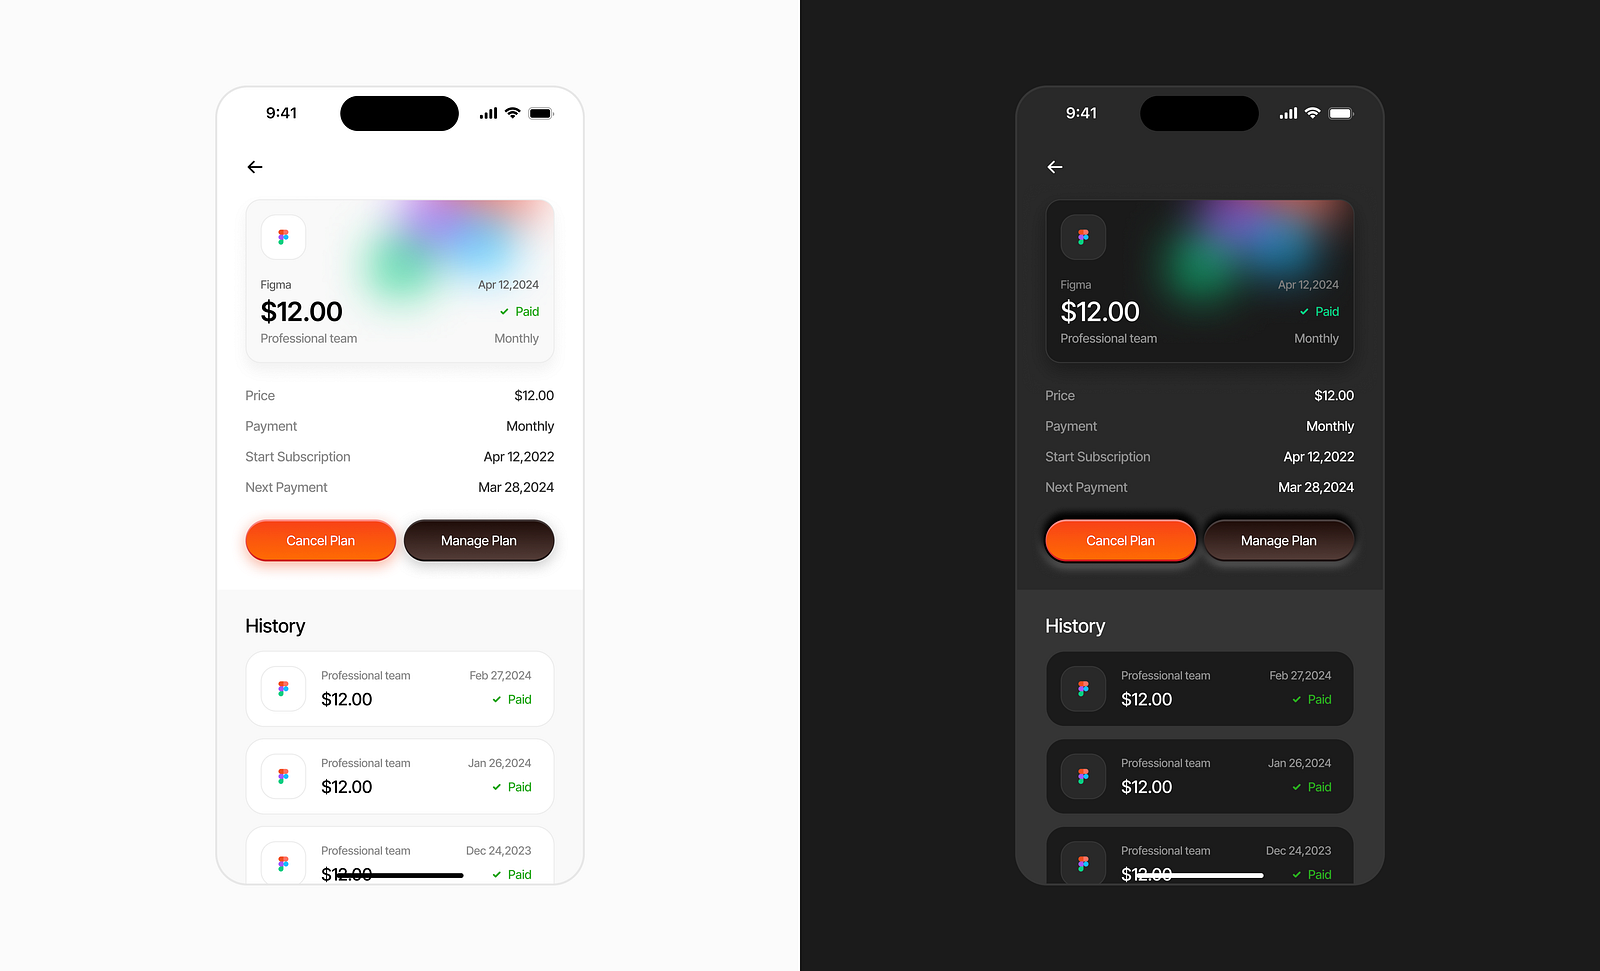 9:41
Figma
Apr 12,2024
$12.00
Paid
Professional team
Monthly
Price
$12.00
Payment
Monthly
Start Subscription
Apr 12,2022
Next Payment
Mar 28,2024
Cancel Plan
Manage Plan
History
Professional team
Feb 27,2024
$12.00
Paid
Professional team
Jan 26,2024
$12.00
Paid
Professional team
Dec 24,2023
$12.00
Paid
9:41
Figma
Apr 12,2024
$12.00
Paid
Professional team
Monthly
Price
$12.00
Payment
Monthly
Start Subscription
Apr 12,2022
Next Payment
Mar 28,2024
Cancel Plan
Manage Plan
History
Professional team
Feb 27,2024
$12.00
Paid
Professional team
Jan 26,2024
$12.00
Paid
Professional team
Dec 24,2023
$12.00
Paid